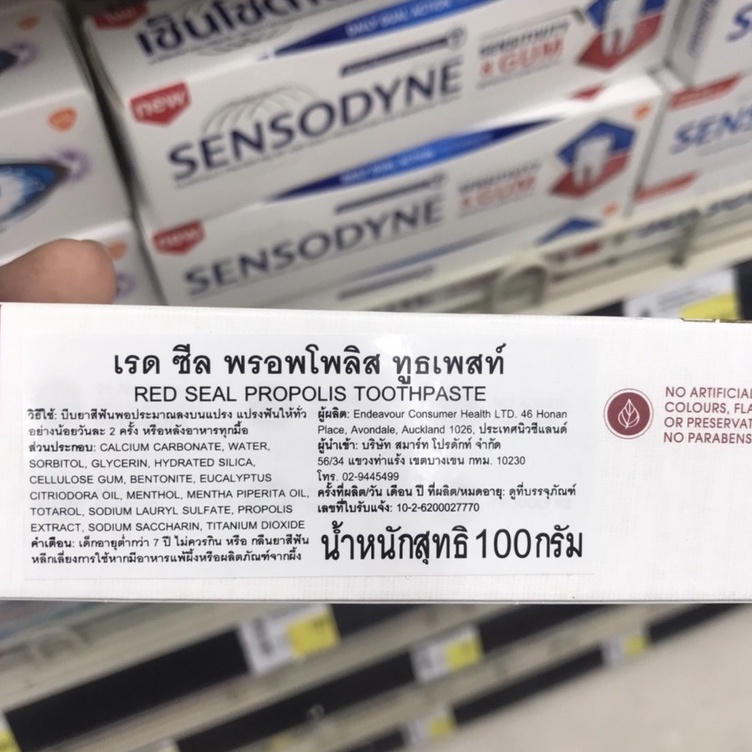 เซ็นโซดายน์
DAILY DUAL ACTION
new
SENSODYNE
SENSITIVITY
& GUM
new
SENSODYNE
& GUM
เรด ซีล พรอพโพลิส ทูธเพสท์
RED SEAL PROPOLIS TOOTHPASTE
วิธีใช้: บีบยาสีฟันพอประมาณลงบนแปรง แปรงฟันให้ทั่ว
อย่างน้อยวันละ 2 ครั้ง หรือหลังอาหารทุกมื้อ
ส่วนประกอบ: CALCIUM CARBONATE, WATER,
SORBITOL, GLYCERIN, HYDRATED SILICA,
CELLULOSE GUM, BENTONITE, EUCALYPTUS
CITRIODORA OIL, MENTHOL, MENTHA PIPERITA OIL,
TOTAROL, SODIUM LAURYL SULFATE, PROPOLIS
EXTRACT, SODIUM SACCHARIN, TITANIUM DIOXIDE
คำเตือน: เด็กอายุต่ำกว่า 7 ปี ไม่ควรกิน หรือ กลืนยาสีฟัน
หลีกเลี่ยงการใช้หากมีอาการแพ้ผึ้งหรือผลิตภัณฑ์จากผึ้ง
ผู้ผลิต: Endeavour Consumer Health LTD. 46 Honan
Place, Avondale, Auckland 1026, ประเทศนิวซีแลนด์
ผู้นำเข้า: บริษัท สมาร์ท โปรดักท์ จำกัด
56/34 แขวงท่าแร้ง เขตบางเขน กทม. 10230
โทร. 02-9445499
ครั้งที่ผลิต/วัน เดือน ปี ที่ผลิต/หมดอายุ: ดูที่บรรจุภัณฑ์
เลขที่ใบรับแจ้ง: 10-2-6200027770
น้ำหนักสุทธิ 100กรัม
NO ARTIFICIAL
COLOURS, FLA
OR PRESERVAT
NO PARABENS